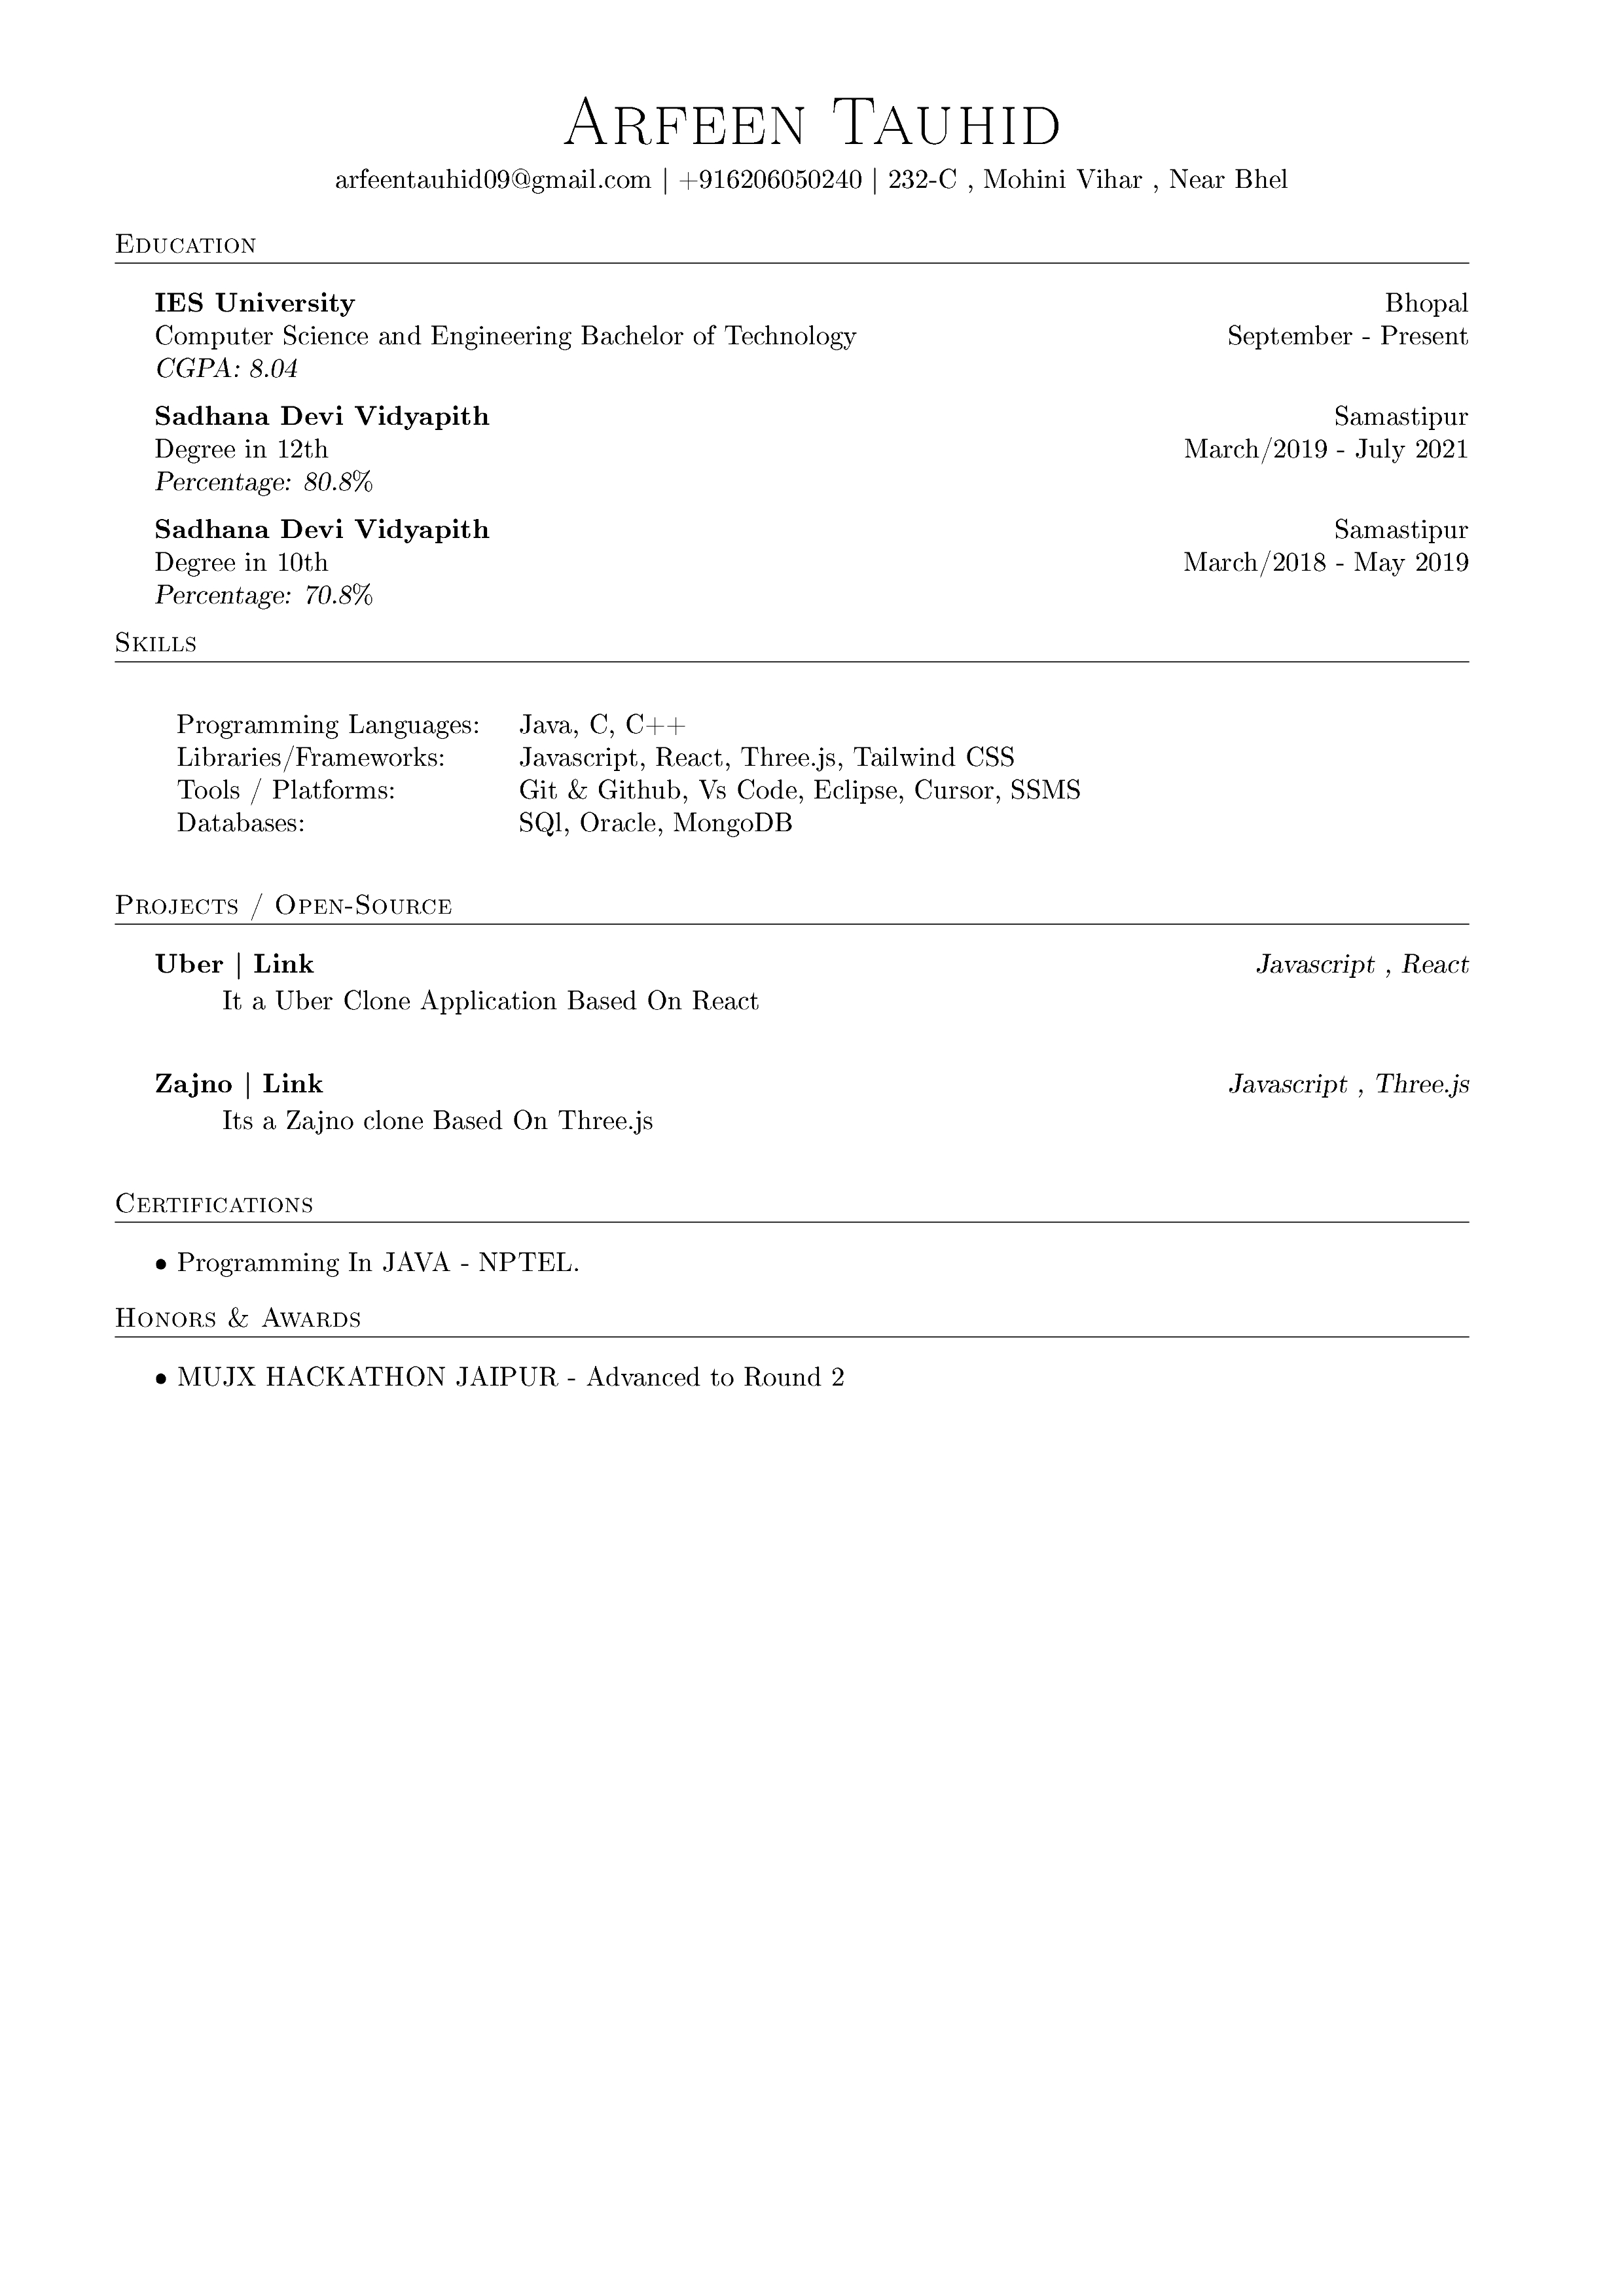 Arfeen Tauhid
arfeentauhid09@gmail.com | +916206050240 | 232-C , Mohini Vihar , Near Bhel
Education
IES University Bhopal
Computer Science and Engineering Bachelor of Technology September - Present
CGPA: 8.04
Sadhana Devi Vidyapith Samastipur
Degree in 12th March/2019 - July 2021
Percentage: 80.8%
Sadhana Devi Vidyapith Samastipur
Degree in 10th March/2018 - May 2019
Percentage: 70.8%
Skills
Programming Languages: Java, C, C++
Libraries/Frameworks: Javascript, React, Three.js, Tailwind CSS
Tools / Platforms: Git & Github, Vs Code, Eclipse, Cursor, SSMS
Databases: SQl, Oracle, MongoDB
Projects / Open-Source
Uber | Link Javascript , React
It a Uber Clone Application Based On React
Zajno | Link Javascript , Three.js
Its a Zajno clone Based On Three.js
Certifications
• Programming In JAVA - NPTEL.
Honors & Awards
• MUJX HACKATHON JAIPUR - Advanced to Round 2